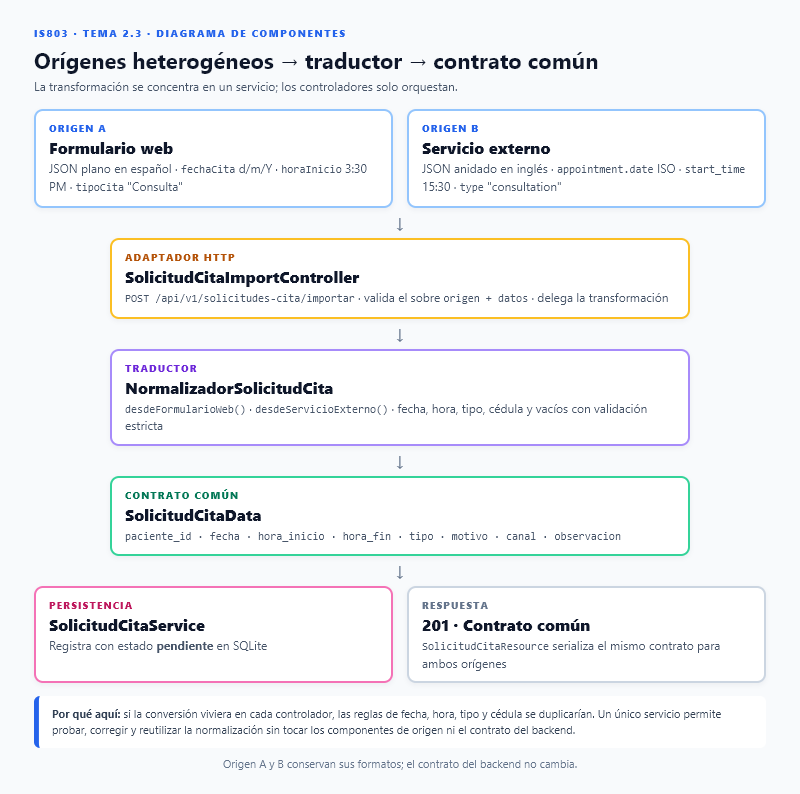 IS803 · TEMA 2.3 · DIAGRAMA DE COMPONENTES
Orígenes heterogéneos → traductor → contrato común
La transformación se concentra en un servicio; los controladores solo orquestan.
ORIGEN A
Formulario web
JSON plano en español · fechaCita d/m/Y · horaInicio 3:30
PM · tipoCita "Consulta"
ORIGEN B
Servicio externo
JSON anidado en inglés · appointment.date ISO · start_time
15:30 · type "consultation"
↓
ADAPTADOR HTTP
SolicitudCitaImportController
POST /api/v1/solicitudes-cita/importar · valida el sobre origen + datos · delega la transformación
↓
TRADUCTOR
NormalizadorSolicitudCita
desdeFormularioWeb() · desdeServicioExterno() · fecha, hora, tipo, cédula y vacíos con validación
estricta
↓
CONTRATO COMÚN
SolicitudCitaData
paciente_id · fecha · hora_inicio · hora_fin · tipo · motivo · canal · observacion
↓
PERSISTENCIA
SolicitudCitaService
Registra con estado pendiente en SQLite
RESPUESTA
201 · Contrato común
SolicitudCitaResource serializa el mismo contrato para
ambos orígenes
Por qué aquí: si la conversión viviera en cada controlador, las reglas de fecha, hora, tipo y cédula se duplicarían. Un único servicio permite
probar, corregir y reutilizar la normalización sin tocar los componentes de origen ni el contrato del backend.
Origen A y B conservan sus formatos; el contrato del backend no cambia.